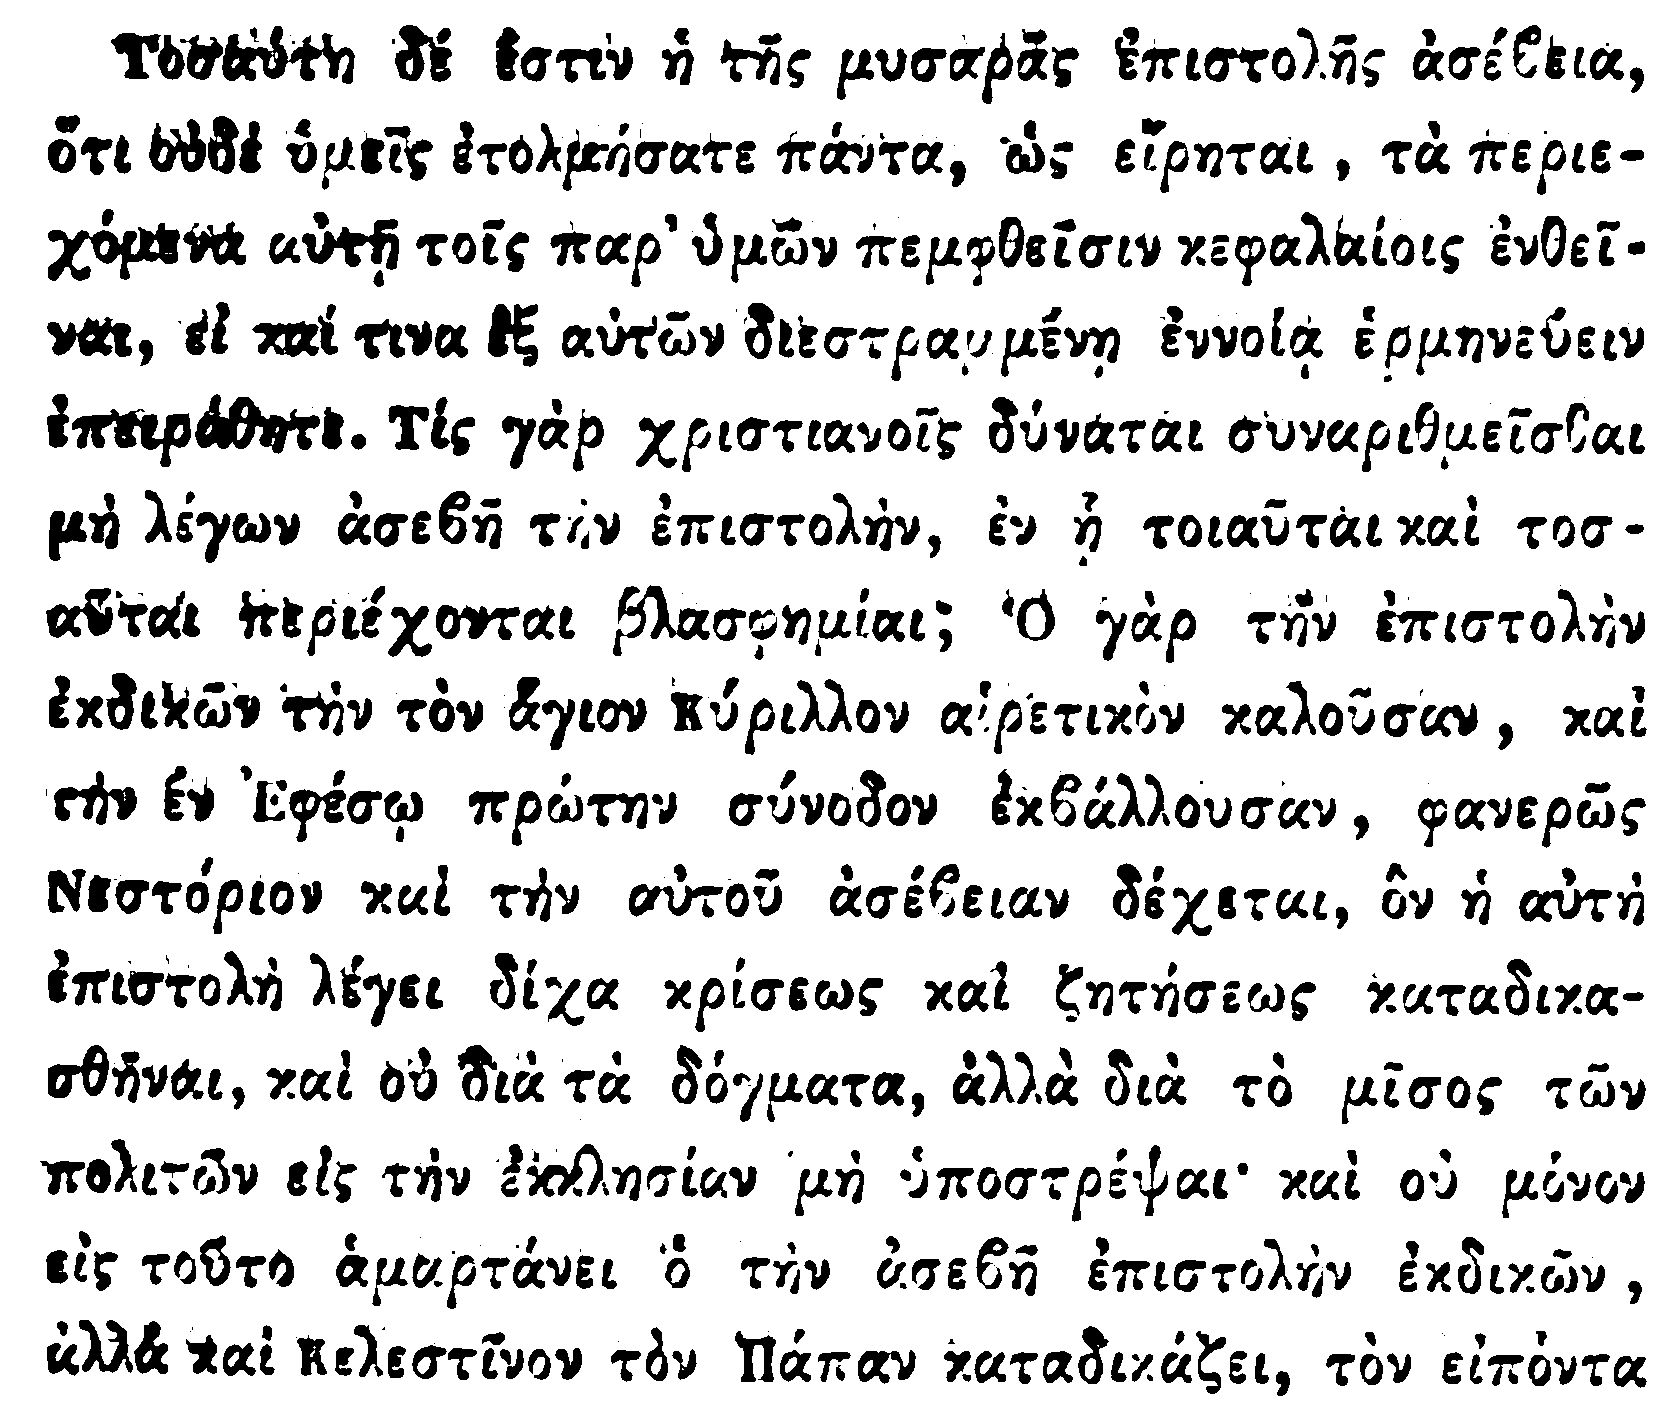 Τοσαύτη δέ ἐστιν ἡ τῆς μυσαρᾶς ἐπιστολῆς ἀσέϐεια,
ὅτι οὐδὲ ὑμεῖς ἐτολμήσατε πάντα, ὡς εἴρηται, τὰ περιε-
χόμενα αὐτῇ τοῖς παρ᾽ ὑμῶν πεμφθεῖσιν κεφαλαίοις ἐνθεῖ-
ναι, εἰ καί τινα ἐξ αὐτῶν διεστραμμένῃ ἐννοίᾳ ἑρμηνεύειν
ἐπειράθητε. Τίς γὰρ χριστιανοῖς δύναται συναριθμεῖσθαι
μὴ λέγων ἀσεϐῆ τὴν ἐπιστολὴν, ἐν ᾗ τοιαῦται καὶ τοσ-
αῦται περιέχονται βλασφημίαι; Ὁ γὰρ τὴν ἐπιστολὴν
ἐκδικῶν τὴν τὸν ἅγιον Κύριλλον αἱρετικὸν καλοῦσαν, καὶ
τὴν ἐν Ἐφέσῳ πρώτην σύνοδον ἐκϐάλλουσαν, φανερῶς
Νεστόριον καὶ τὴν αὐτοῦ ἀσέϐειαν δέχεται, ὃν ἡ αὐτὴ
ἐπιστολὴ λέγει δίχα κρίσεως καὶ ζητήσεως καταδικα-
σθῆναι, καὶ οὐ διὰ τὰ δόγματα, ἀλλὰ διὰ τὸ μῖσος τῶν
πολιτῶν εἰς τὴν ἐκκλησίαν μὴ ὑποστρέψαι· καὶ οὐ μόνον
εἰς τοῦτο ἁμαρτάνει ὁ τὴν ἀσεϐῆ ἐπιστολὴν ἐκδικῶν,
ἀλλὰ καὶ Κελεστῖνον τὸν Πάπαν καταδικάζει, τὸν εἰπόντα